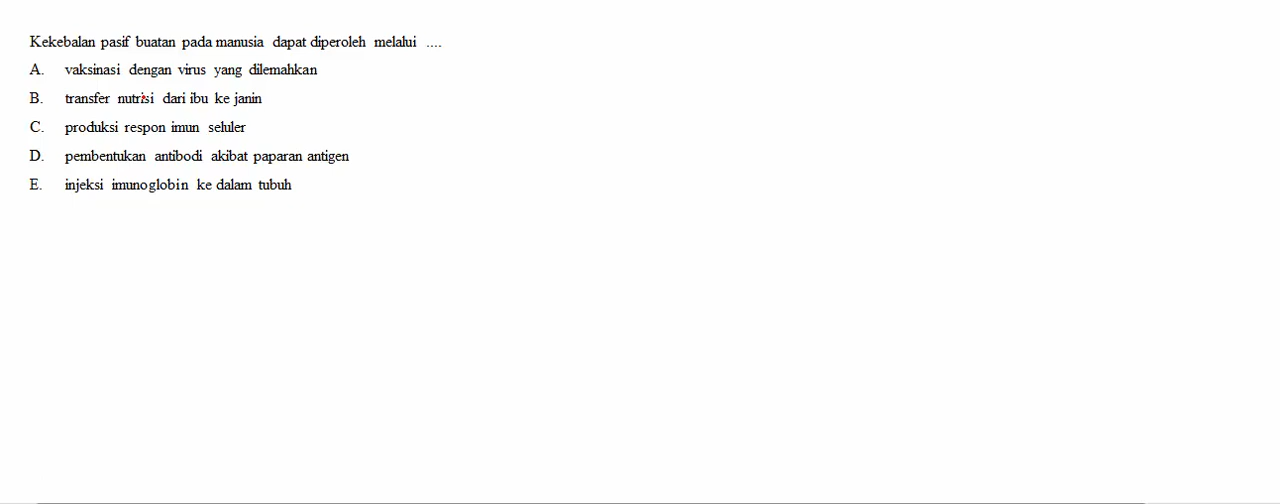 Kekebalan pasif buatan pada manusia dapat diperoleh melalui ....
A. vaksinasi dengan virus yang dilemahkan
B. transfer nutrisi dari ibu ke janin
C. produksi respon imun seluler
D. pembentukan antibodi akibat paparan antigen
E. injeksi imunoglobin ke dalam tubuh